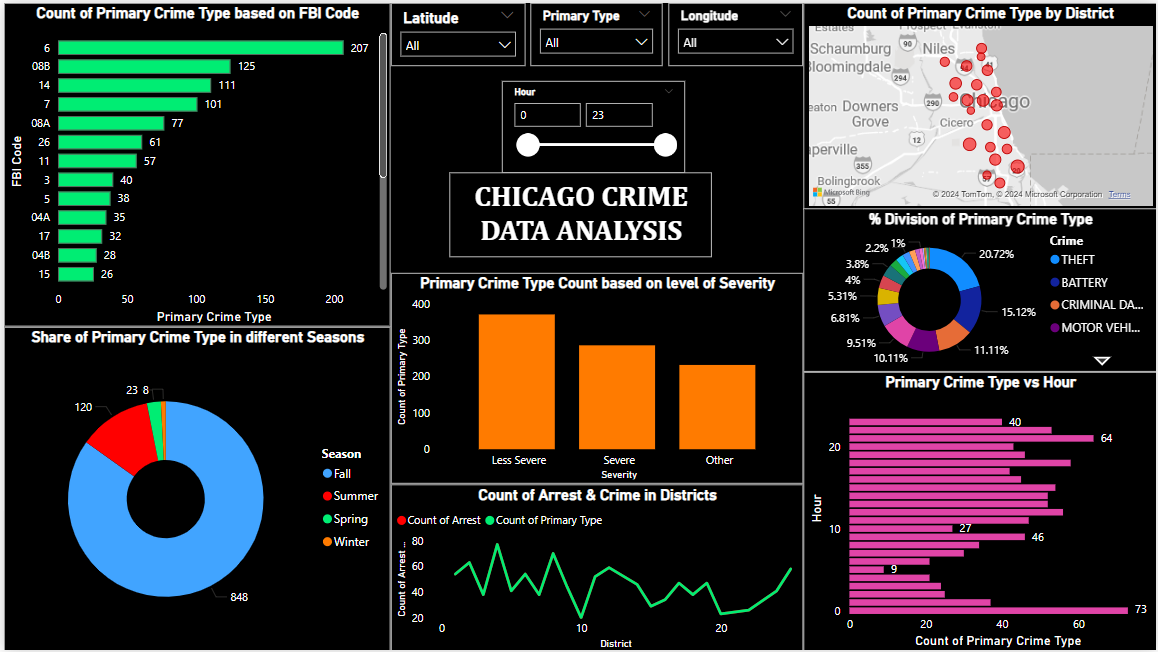 Count of Primary Crime Type based on FBI Code
FBI Code
6 207
08B 125
14 111
7 101
08A 77
26 61
11 57
3 40
5 38
04A 35
17 32
04B 28
15 26
0 50 100 150 200
Primary Crime Type
Latitude
All
Primary Type
All
Longitude
All
Hour
0 23
CHICAGO CRIME
DATA ANALYSIS
Count of Primary Crime Type by District
Schaumburg
90
Niles
Bloomingdale
294
290
Chicago
Downers
Grove
Cicero
12
355
Bolingbrook
55
Microsoft Bing
© 2024 TomTom, © 2024 Microsoft Corporation Terms
% Division of Primary Crime Type
20.72%
15.12%
11.11%
10.11%
9.51%
6.81%
5.31%
4%
3.8%
2.2%
1%
Crime
THEFT
BATTERY
CRIMINAL DA...
MOTOR VEHI...
Share of Primary Crime Type in different Seasons
848
120
23
8
Season
Fall
Summer
Spring
Winter
Primary Crime Type Count based on level of Severity
Count of Primary Type
400
300
200
100
0
Less Severe Severe Other
Severity
Count of Arrest & Crime in Districts
Count of Arrest Count of Primary Type
Count of Arrest ...
80
60
40
20
0 10 20
District
Primary Crime Type vs Hour
Hour
40
64
20
10
27
46
9
0
73
0 20 40 60
Count of Primary Crime Type